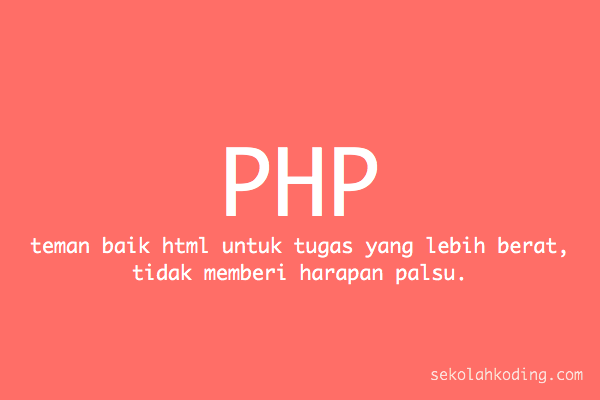 PHP
teman baik html untuk tugas yang lebih berat,
tidak memberi harapan palsu.
sekolahkoding.com